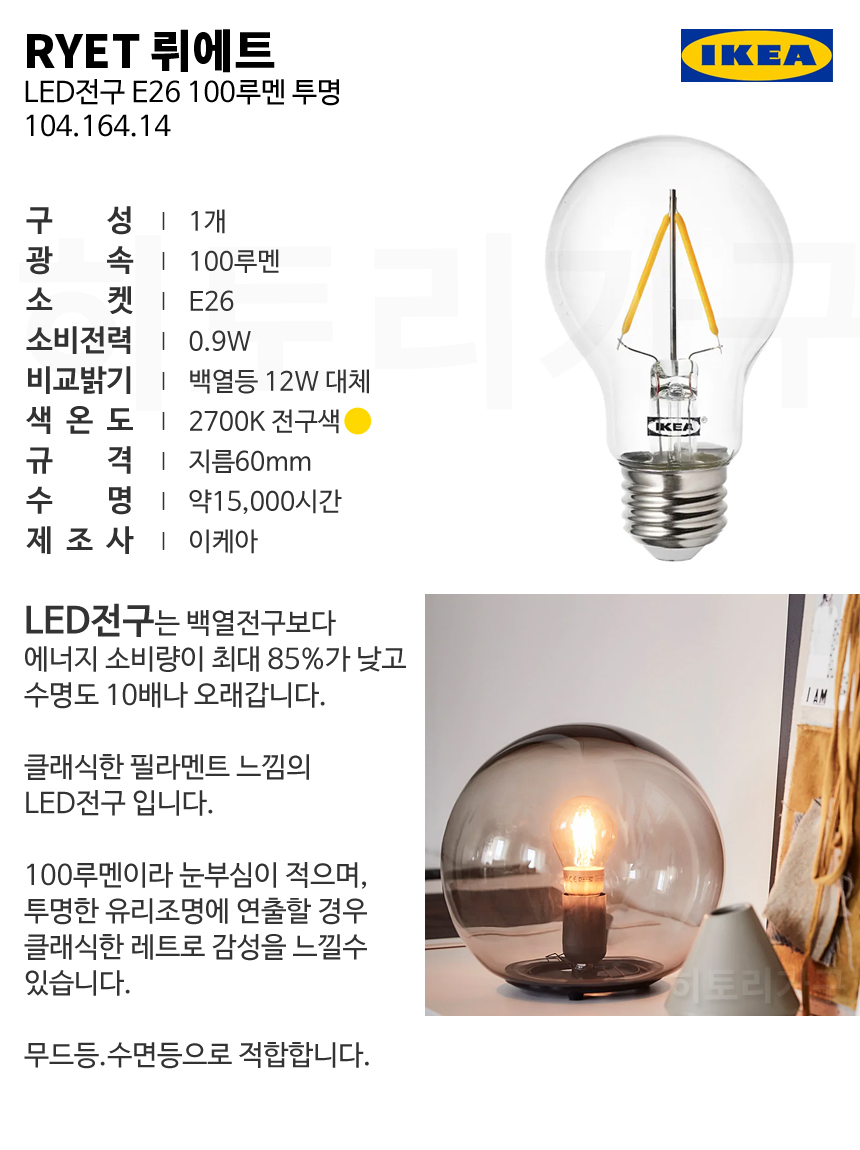 RYET 뤼에트
IKEA
LED전구 E26 100루멘 투명
104.164.14
구 성 | 1개
광 속 | 100루멘
소 켓 | E26
소비전력 | 0.9W
비교밝기 | 백열등 12W 대체
색 온 도 | 2700K 전구색
규 격 | 지름60mm
수 명 | 약15,000시간
제 조 사 | 이케아
IKEA
히토리가구
LED전구는 백열전구보다
에너지 소비량이 최대 85%가 낮고
수명도 10배나 오래갑니다.
클래식한 필라멘트 느낌의
LED전구 입니다.
100루멘이라 눈부심이 적으며,
투명한 유리조명에 연출할 경우
클래식한 레트로 감성을 느낄수
있습니다.
무드등.수면등으로 적합합니다.
I AM
히토리가구